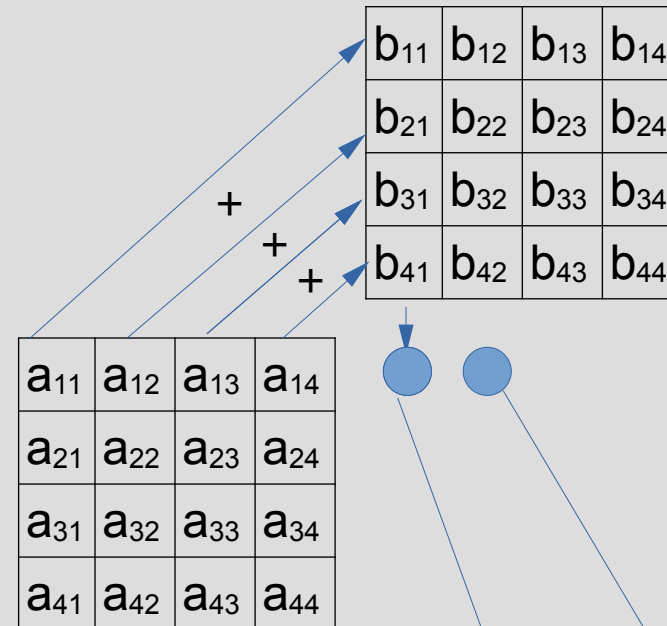 b₁₁ b₁₂ b₁₃ b₁₄
b₂₁ b₂₂ b₂₃ b₂₄
+
b₃₁ b₃₂ b₃₃ b₃₄
+
b₄₁ b₄₂ b₄₃ b₄₄
+
a₁₁ a₁₂ a₁₃ a₁₄
a₂₁ a₂₂ a₂₃ a₂₄
a₃₁ a₃₂ a₃₃ a₃₄
a₄₁ a₄₂ a₄₃ a₄₄